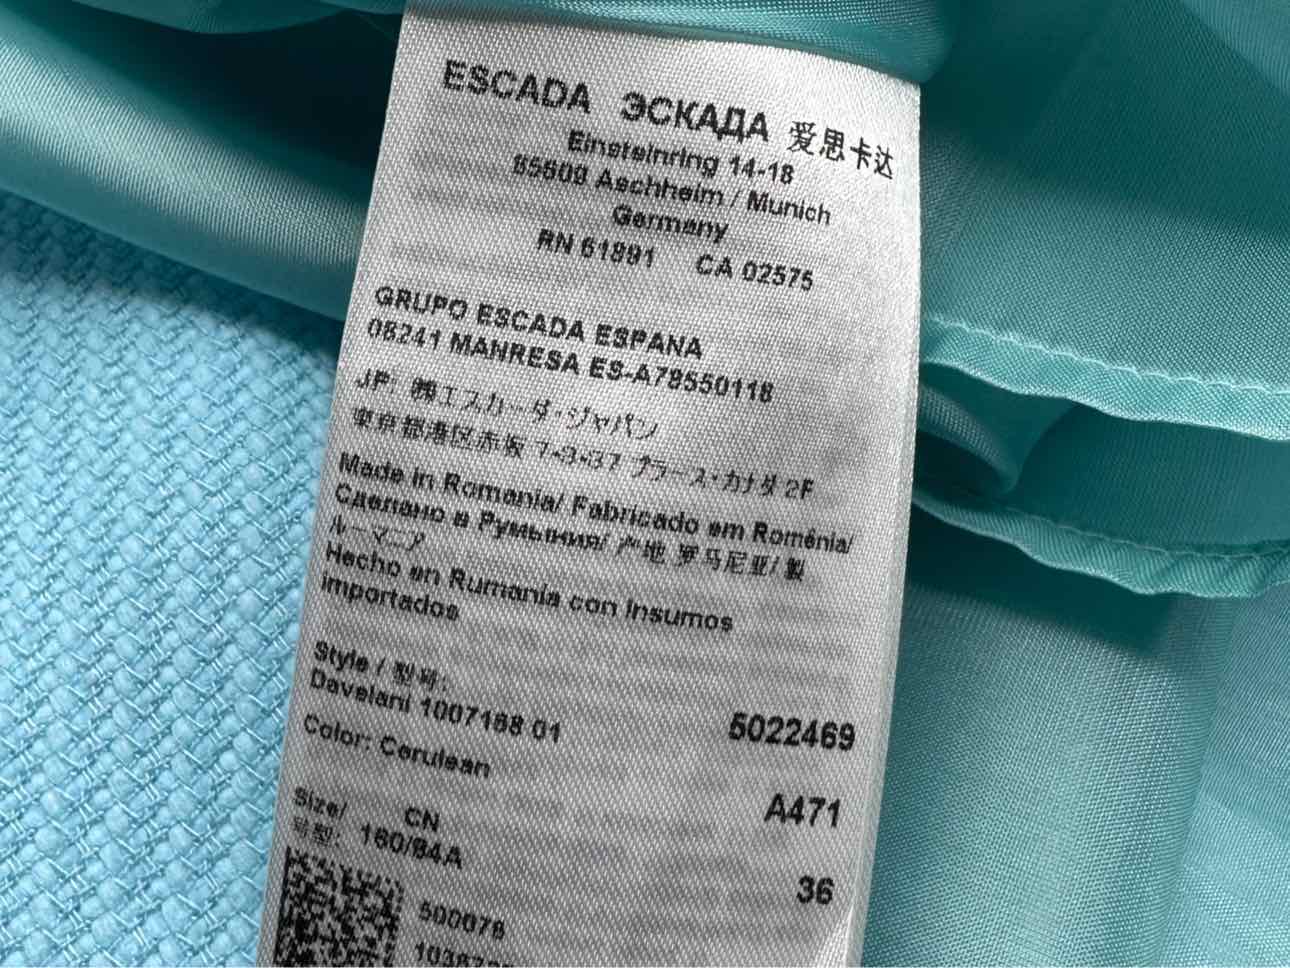 ESCADA ЭСКАДА 爱思卡达
Einsteinring 14-18
85609 Aschheim / Munich
Germany
RN 61891 CA 02575
GRUPO ESCADA ESPANA
08241 MANRESA ES-A78550118
JP: ㈱エスカーダ・ジャパン
東京都港区赤坂 7-3-37 プラース・カナダ 2F
Made in Romania/ Fabricado em Romênia/
Сделано в Румынии/ 产地 罗马尼亚/ 製
ルーマニア
Hecho en Rumania con Insumos
importados
Style / 型号:
Davelani 1007168 01 5022469
Color: Cerulean A471
Size/ CN
号型: 160/84A 36
500078